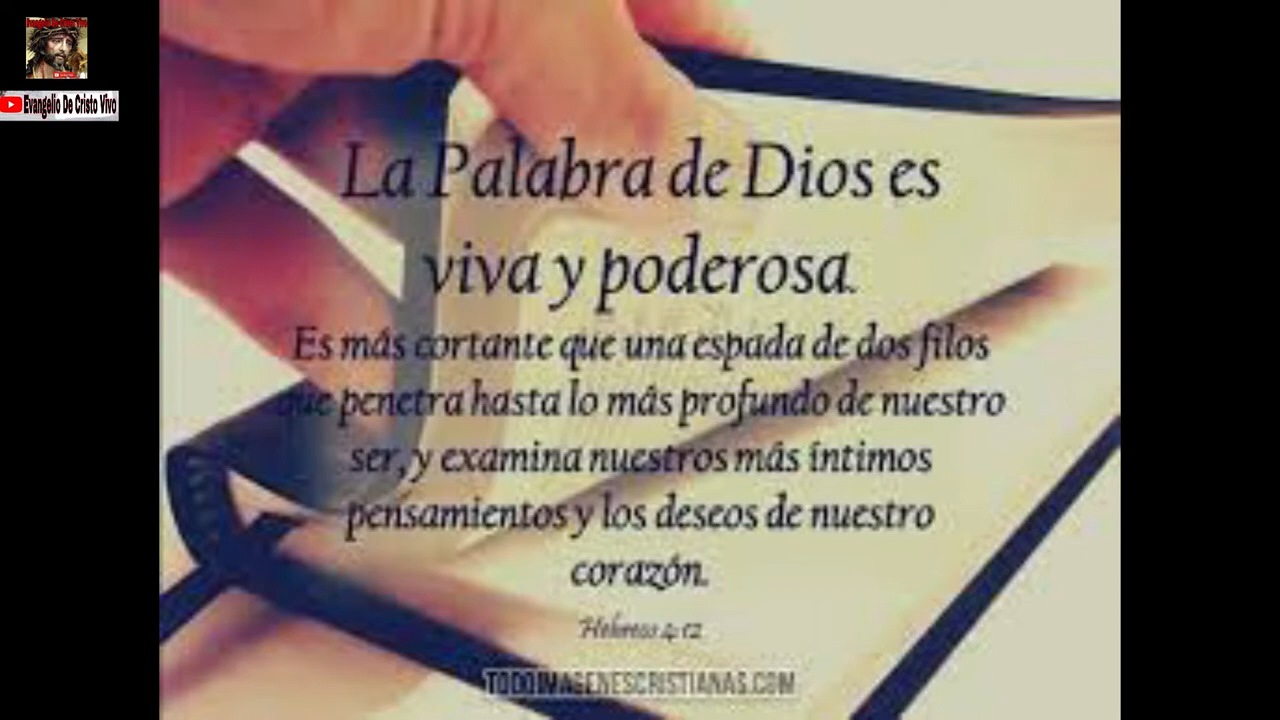 Evangelio De Cristo Vivo
La Palabra de Dios es
viva y poderosa.
Es más cortante que una espada de dos filos
que penetra hasta lo más profundo de nuestro
ser, y examina nuestros más íntimos
pensamientos y los deseos de nuestro
corazón.
Hebreos 4:12
TODOIMAGENESCRISTIANAS.COM